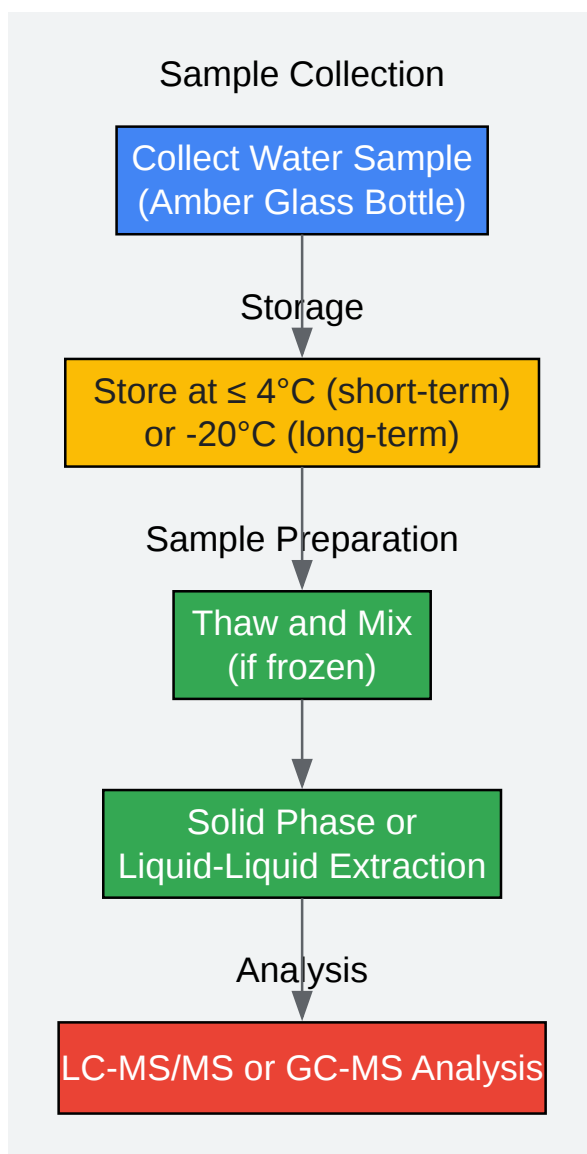 Sample Collection
Collect Water Sample
(Amber Glass Bottle)
Storage
Store at ≤ 4°C (short-term)
or -20°C (long-term)
Sample Preparation
Thaw and Mix
(if frozen)
Solid Phase or
Liquid-Liquid Extraction
Analysis
LC-MS/MS or GC-MS Analysis